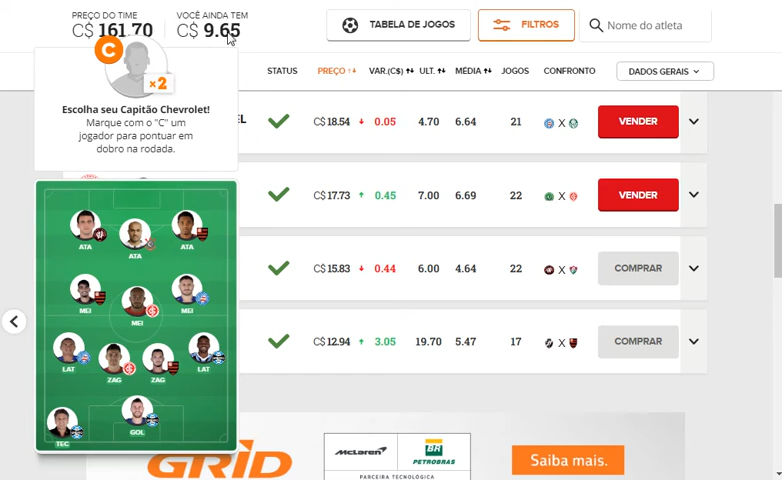 PREÇO DO TIME
C$ 161.70
VOCÊ AINDA TEM
C$ 9.65
TABELA DE JOGOS
FILTROS
Nome do atleta
C
×2
Escolha seu Capitão Chevrolet!
Marque com o "C" um
jogador para pontuar em
dobro na rodada.
STATUS PREÇO VAR.(C$) ULT. MÉDIA JOGOS CONFRONTO
DADOS GERAIS
EL
C$ 18.54 0.05 4.70 6.64 21 X VENDER
C$ 17.73 0.45 7.00 6.69 22 X VENDER
C$ 15.83 0.44 6.00 4.64 22 X COMPRAR
C$ 12.94 3.05 19.70 5.47 17 X COMPRAR
ATA
ATA
ATA
MEI
MEI
MEI
LAT
ZAG
ZAG
LAT
TEC
GOL
GRID
McLaren
BR
PETROBRAS
PARCEIRA TECNOLÓGICA
Saiba mais.